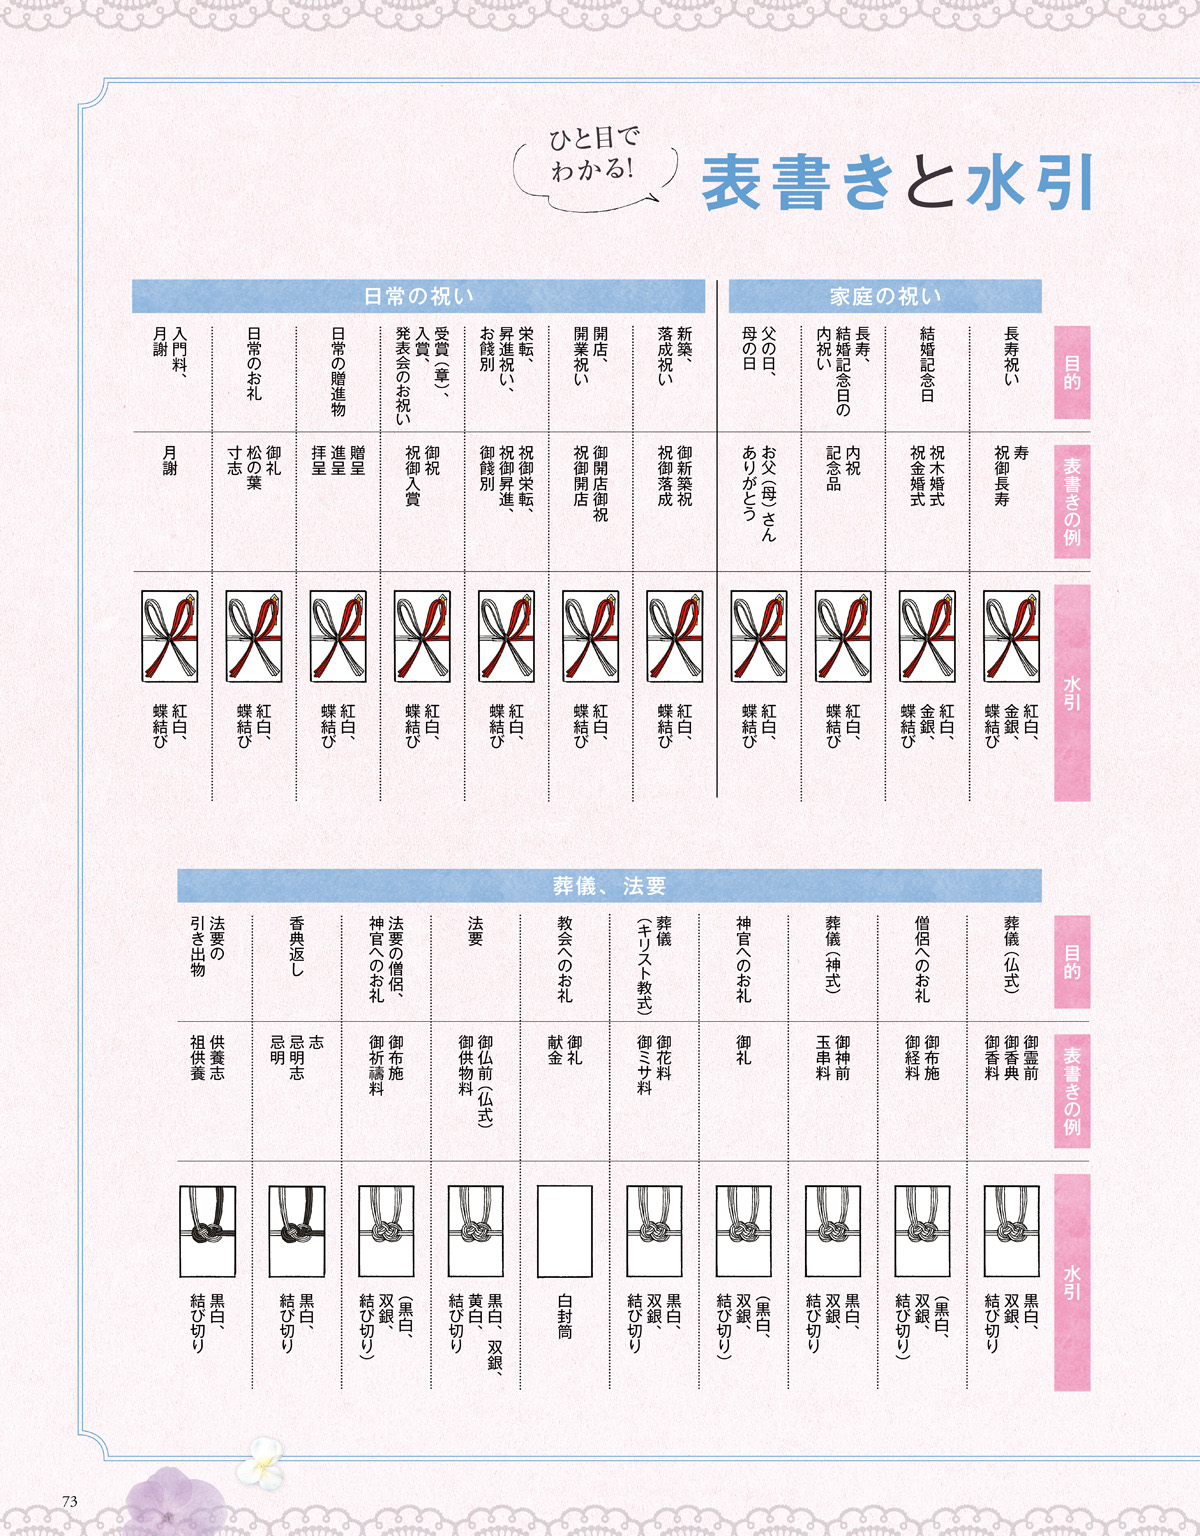 ひと目で
わかる!
表書きと水引
家庭の祝い
日常の祝い
目的
長寿祝い
結婚記念日
長寿、
結婚記念日の
内祝い
父の日、
母の日
新築、
落成祝い
開店、
開業祝い
栄転、
昇進祝い、
お餞別
受賞(章)、
入賞、
発表会のお祝い
日常の贈進物
日常のお礼
入門料、
月謝
表書きの例
寿
祝御長寿
祝木婚式
祝金婚式
内祝
記念品
お父(母)さん
ありがとう
御新築祝
祝御落成
御開店御祝
祝御開店
祝御栄転、
祝御昇進、
御餞別
御祝
祝御入賞
贈呈
進呈
拝呈
御礼
松の葉
寸志
月謝
水引
紅白、
金銀、
蝶結び
紅白、
金銀、
蝶結び
紅白、
蝶結び
紅白、
蝶結び
紅白、
蝶結び
紅白、
蝶結び
紅白、
蝶結び
紅白、
蝶結び
紅白、
蝶結び
紅白、
蝶結び
紅白、
蝶結び
葬儀、法要
目的
葬儀(仏式)
僧侶へのお礼
葬儀(神式)
神官へのお礼
葬儀
(キリスト教式)
教会へのお礼
法要
法要の僧侶、
神官へのお礼
香典返し
法要の
引き出物
表書きの例
御霊前
御香典
御香料
御布施
御経料
御神前
玉串料
御礼
御花料
御ミサ料
御礼
献金
御仏前(仏式)
御供物料
御布施
御祈禱料
志
忌明志
忌明
供養志
祖供養
水引
黒白、
双銀、
結び切り
(黒白、
双銀、
結び切り)
黒白、
双銀、
結び切り
(黒白、
双銀、
結び切り)
黒白、
双銀、
結び切り
白封筒
黒白、双銀、
黄白、
結び切り
(黒白、
双銀、
結び切り)
黒白、
結び切り
黒白、
結び切り
73